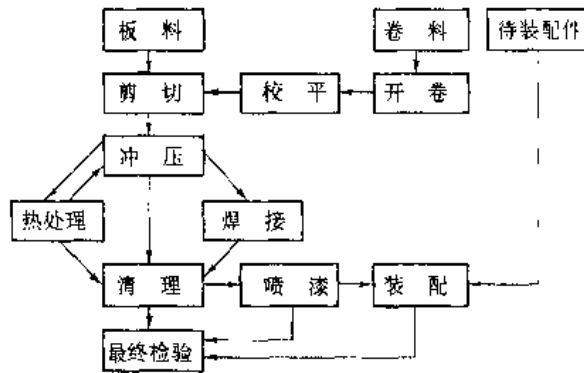 板料
卷料
待装配件
剪切
校平
开卷
冲压
热处理
焊接
清理
喷漆
装配
最终检验